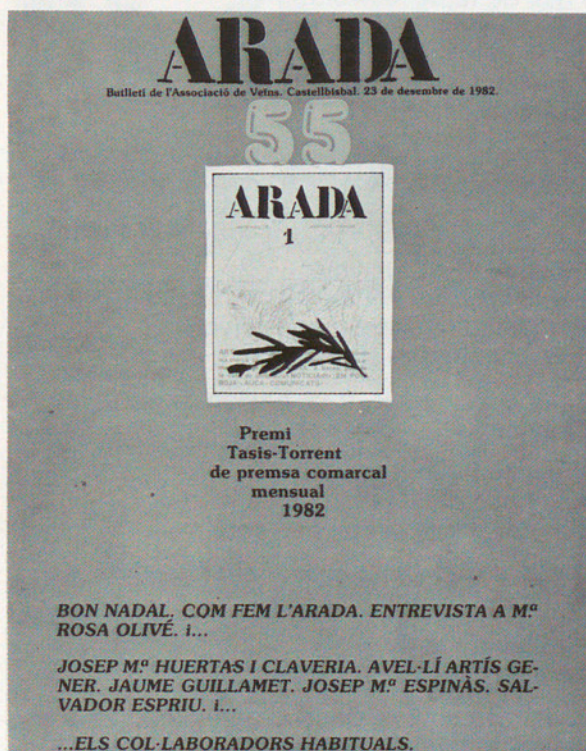 ARADA
Butlletí de l'Associació de Veïns. Castellbisbal. 23 de desembre de 1982.
55
ARADA
1
Premi
Tasis-Torrent
de premsa comarcal
mensual
1982
BON NADAL. COM FEM L'ARADA. ENTREVISTA A M.ª
ROSA OLIVÉ. i...
JOSEP M.ª HUERTAS I CLAVERIA. AVEL·LÍ ARTÍS GE-
NER. JAUME GUILLAMET. JOSEP M.ª ESPINÀS. SAL-
VADOR ESPRIU. i...
...ELS COL·LABORADORS HABITUALS.